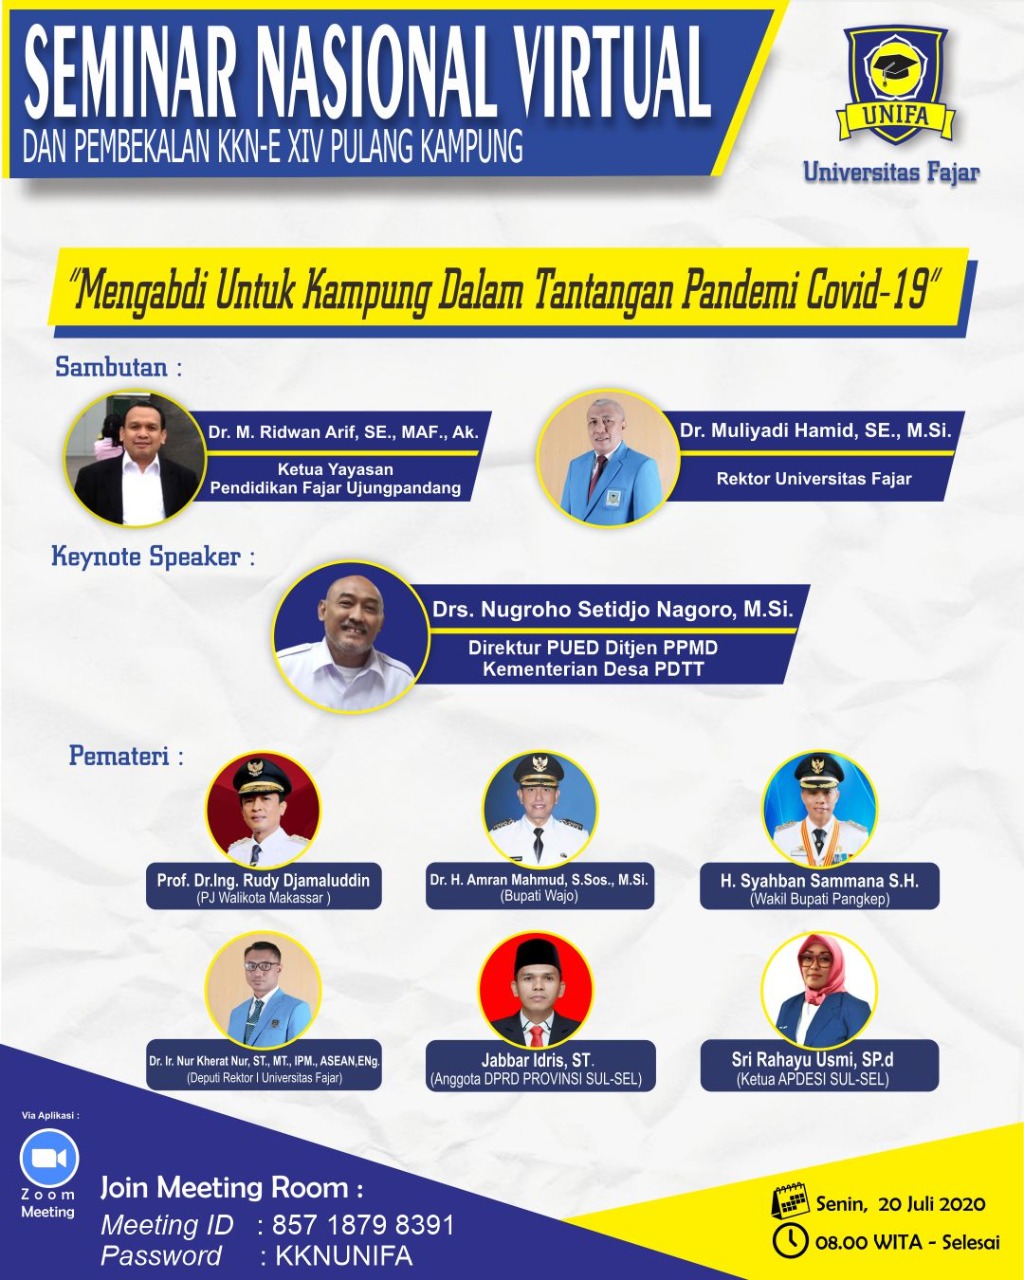 SEMINAR NASIONAL VIRTUAL
DAN PEMBEKALAN KKN-E XIV PULANG KAMPUNG
UNIFA
Universitas Fajar
"Mengabdi Untuk Kampung Dalam Tantangan Pandemi Covid-19"
Sambutan :
Dr. M. Ridwan Arif, SE., MAF., Ak.
Ketua Yayasan
Pendidikan Fajar Ujungpandang
Dr. Muliyadi Hamid, SE., M.Si.
Rektor Universitas Fajar
Keynote Speaker :
Drs. Nugroho Setidjo Nagoro, M.Si.
Direktur PUED Ditjen PPMD
Kementerian Desa PDTT
Pemateri :
Prof. Dr.Ing. Rudy Djamaluddin
(PJ Walikota Makassar )
Dr. H. Amran Mahmud, S.Sos., M.Si.
(Bupati Wajo)
H. Syahban Sammana S.H.
(Wakil Bupati Pangkep)
Dr. Ir. Nur Kherat Nur, ST., MT., IPM., ASEAN,ENg.
(Deputi Rektor I Universitas Fajar)
Jabbar Idris, ST.
(Anggota DPRD PROVINSI SUL-SEL)
Sri Rahayu Usmi, SP.d
(Ketua APDESI SUL-SEL)
Via Aplikasi :
Zoom
Meeting
Join Meeting Room :
Meeting ID : 857 1879 8391
Password : KKNUNIFA
Senin, 20 Juli 2020
08.00 WITA - Selesai